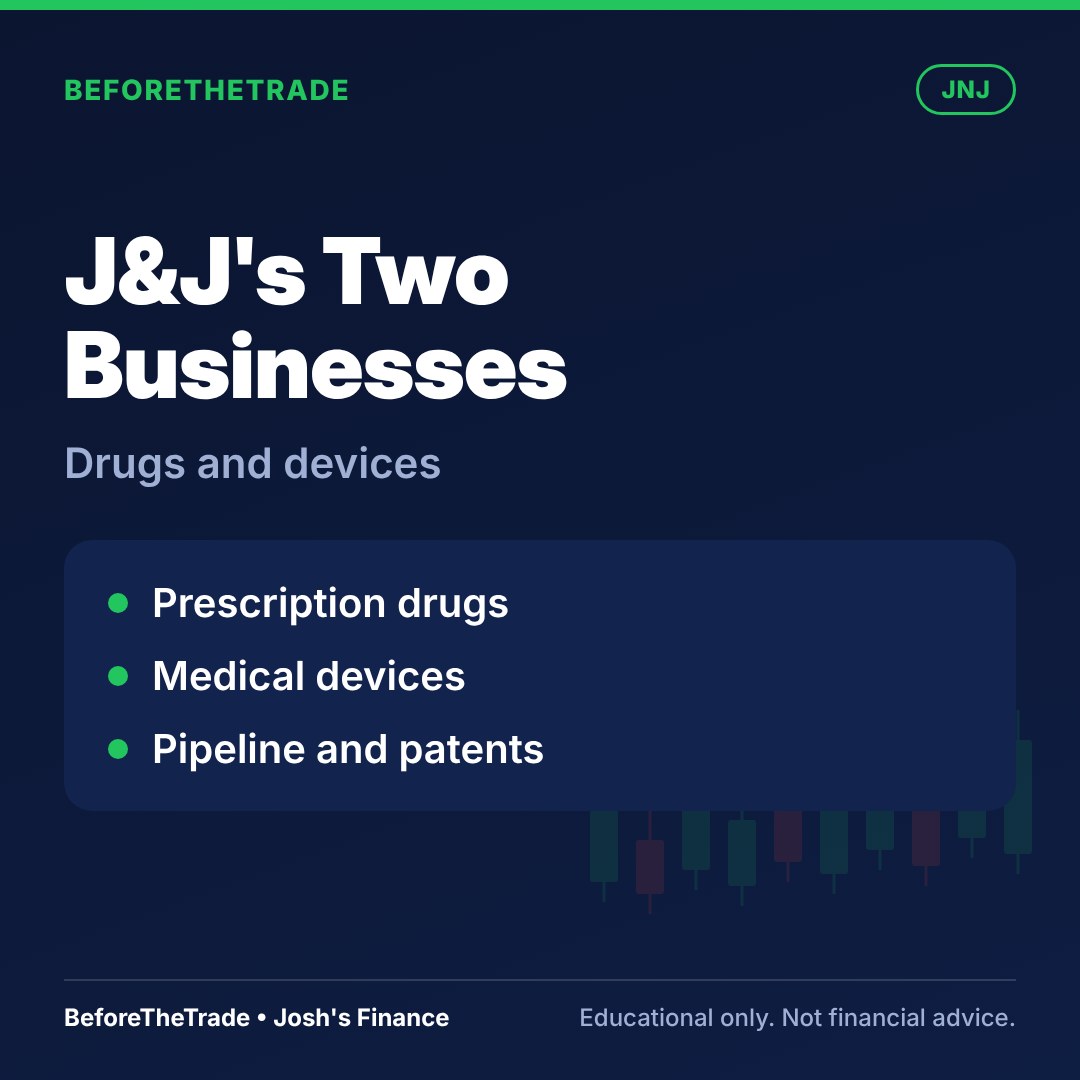 BEFORETHETRADE
JNJ
J&J's Two
Businesses
Drugs and devices
Prescription drugs
Medical devices
Pipeline and patents
BeforeTheTrade • Josh's Finance
Educational only. Not financial advice.